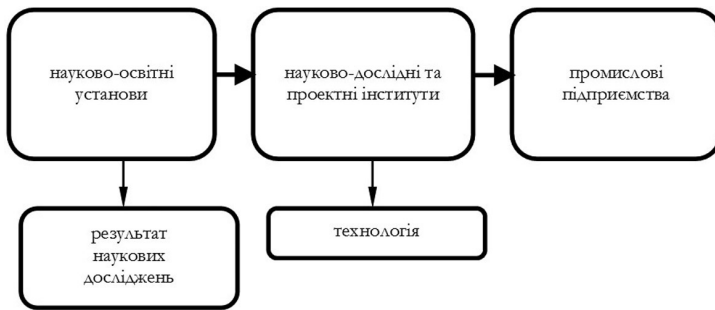 науково-освітні
установи
науково-дослідні та
проектні інститути
промислові
підприємства
результат
наукових
досліджень
технологія